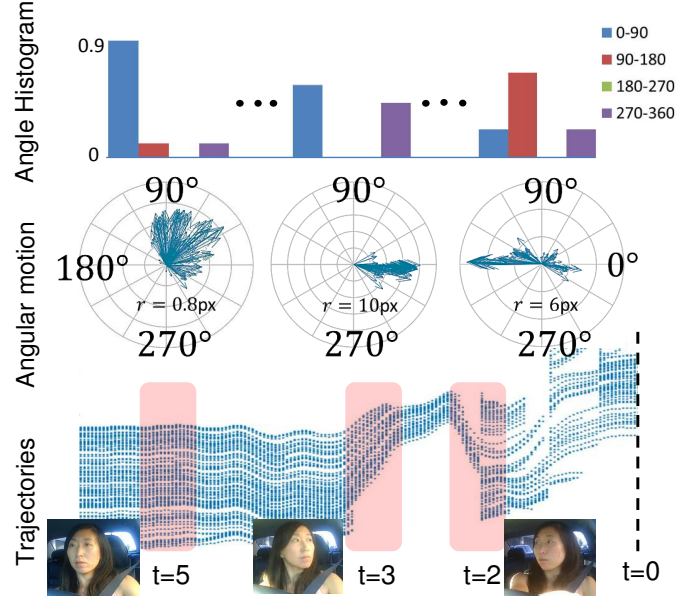 Angle Histogram
0.9
0
0-90
90-180
180-270
270-360
Angular motion
90°
180°
r = 0.8px
270°
90°
r = 10px
270°
90°
0°
r = 6px
270°
Trajectories
t=5
t=3
t=2
t=0